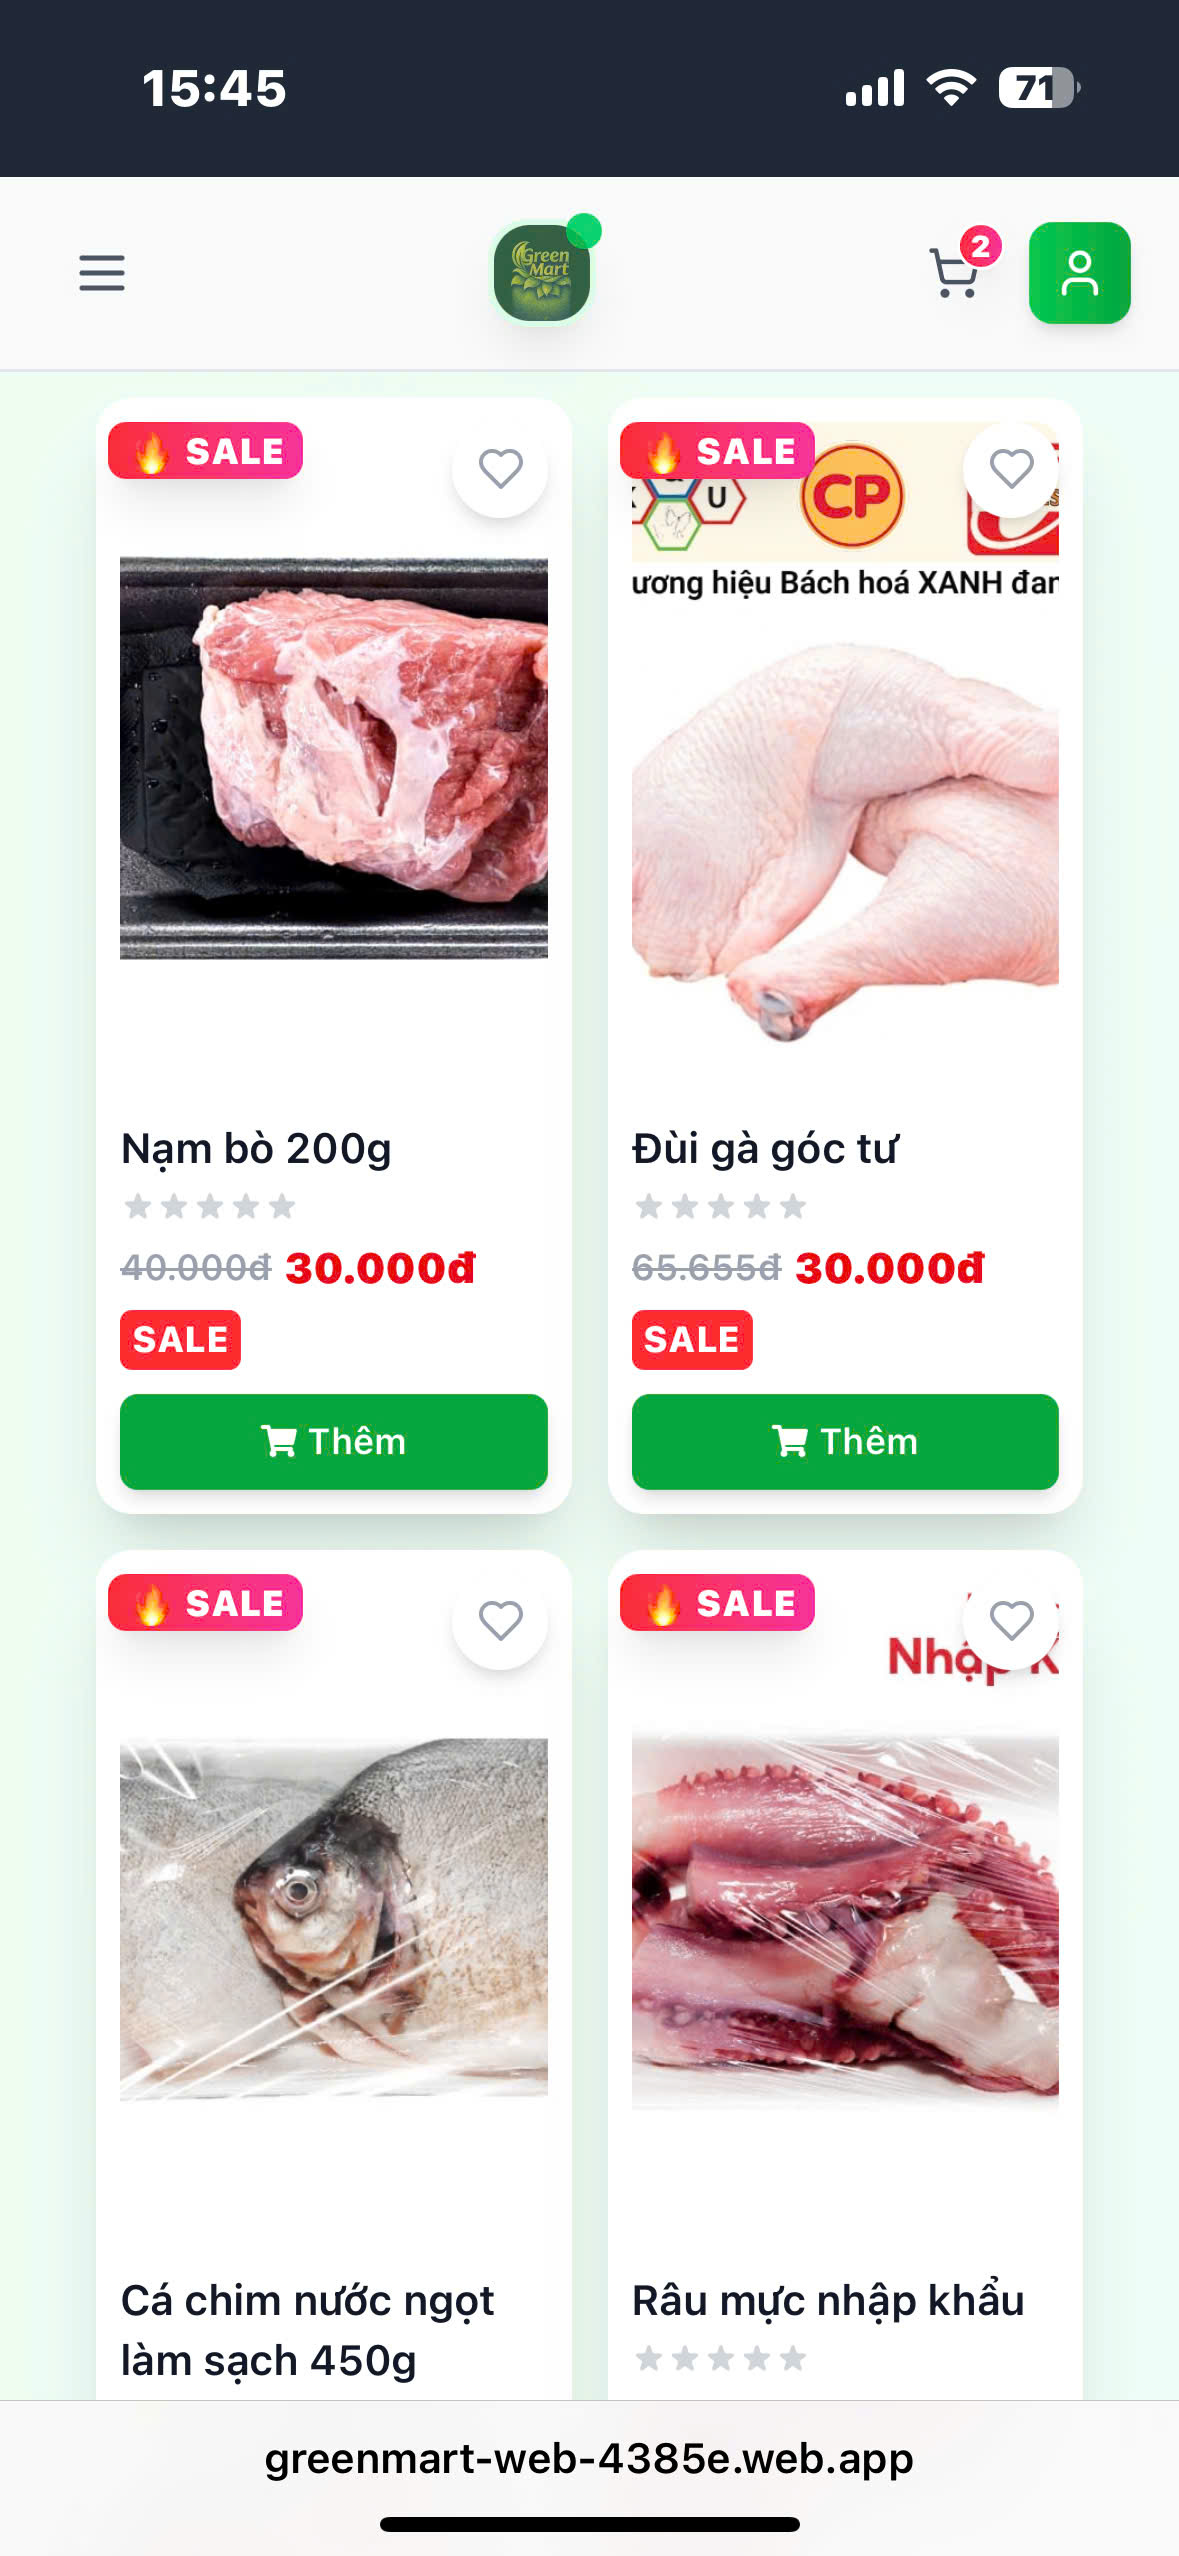 15:45
71
Green
Mart
2
🔥 SALE
🔥 SALE
U
CP
ương hiệu Bách hoá XANH đan
Nạm bò 200g
Đùi gà góc tư
40.000đ 30.000đ
65.655đ 30.000đ
SALE
SALE
Thêm
Thêm
🔥 SALE
🔥 SALE
Nhập K
Cá chim nước ngọt
làm sạch 450g
Râu mực nhập khẩu
greenmart-web-4385e.web.app